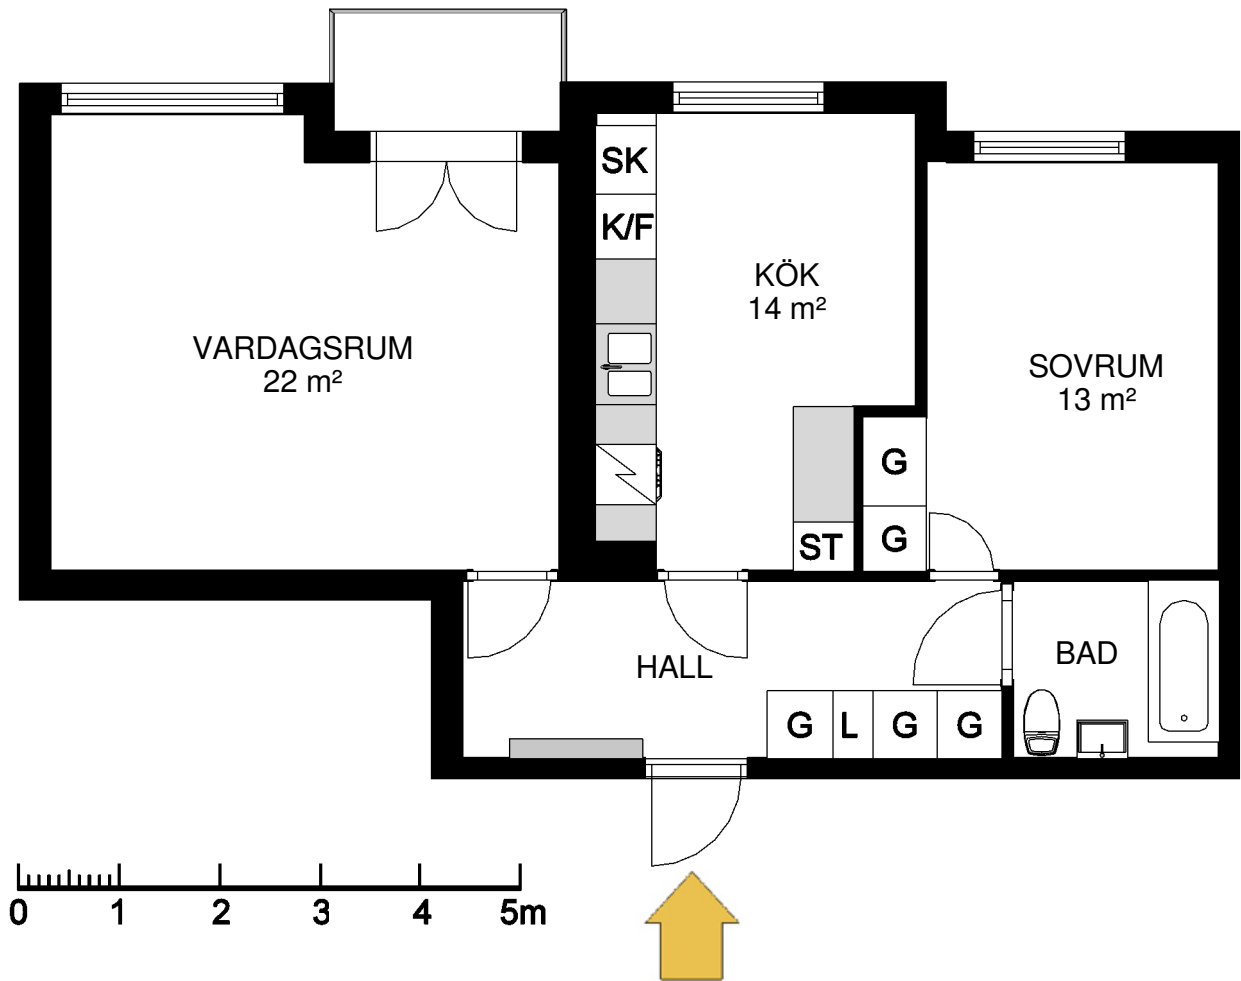 SK
K/F
KÖK
14 m²
VARDAGSRUM
22 m²
SOVRUM
13 m²
G
G
ST
HALL
BAD
G L G G
0 1 2 3 4 5m